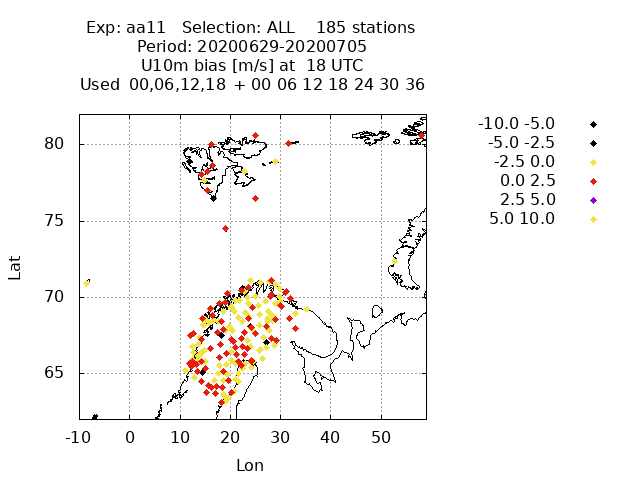 Exp: aa11 Selection: ALL 185 stations
Period: 20200629-20200705
U10m bias [m/s] at 18 UTC
Used 00,06,12,18 + 00 06 12 18 24 30 36
-10.0 -5.0
-5.0 -2.5
-2.5 0.0
0.0 2.5
2.5 5.0
5.0 10.0
80
75
70
65
Lat
-10 0 10 20 30 40 50
Lon